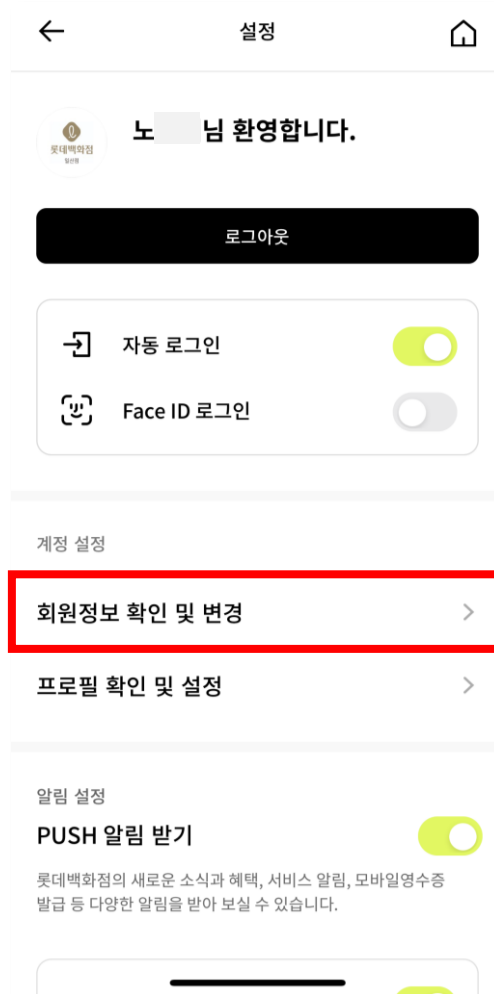 설정
롯데백화점
일산점
노 님 환영합니다.
로그아웃
자동 로그인
Face ID 로그인
계정 설정
회원정보 확인 및 변경
프로필 확인 및 설정
알림 설정
PUSH 알림 받기
롯데백화점의 새로운 소식과 혜택, 서비스 알림, 모바일영수증
발급 등 다양한 알림을 받아 보실 수 있습니다.